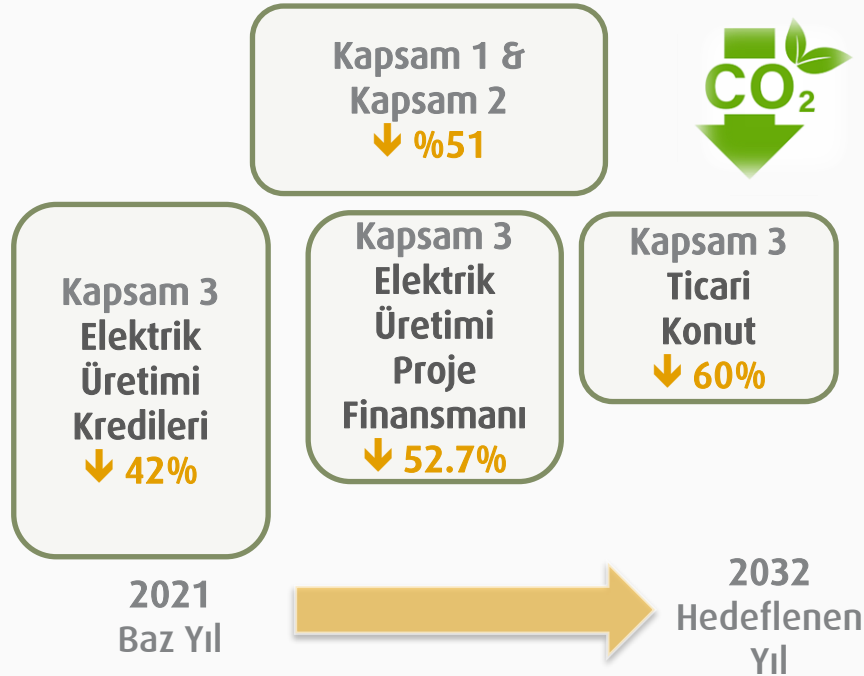 Kapsam 1 &
Kapsam 2
↓ %51
CO₂
Kapsam 3
Elektrik
Üretimi
Kredileri
↓ 42%
Kapsam 3
Elektrik
Üretimi
Proje
Finansmanı
↓ 52.7%
Kapsam 3
Ticari
Konut
↓ 60%
2021
Baz Yıl
2032
Hedeflenen
Yıl